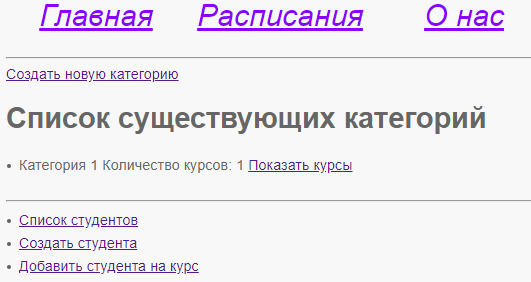 Главная Расписания О нас
Создать новую категорию
Список существующих категорий
Категория 1 Количество курсов: 1 Показать курсы
Список студентов
Создать студента
Добавить студента на курс